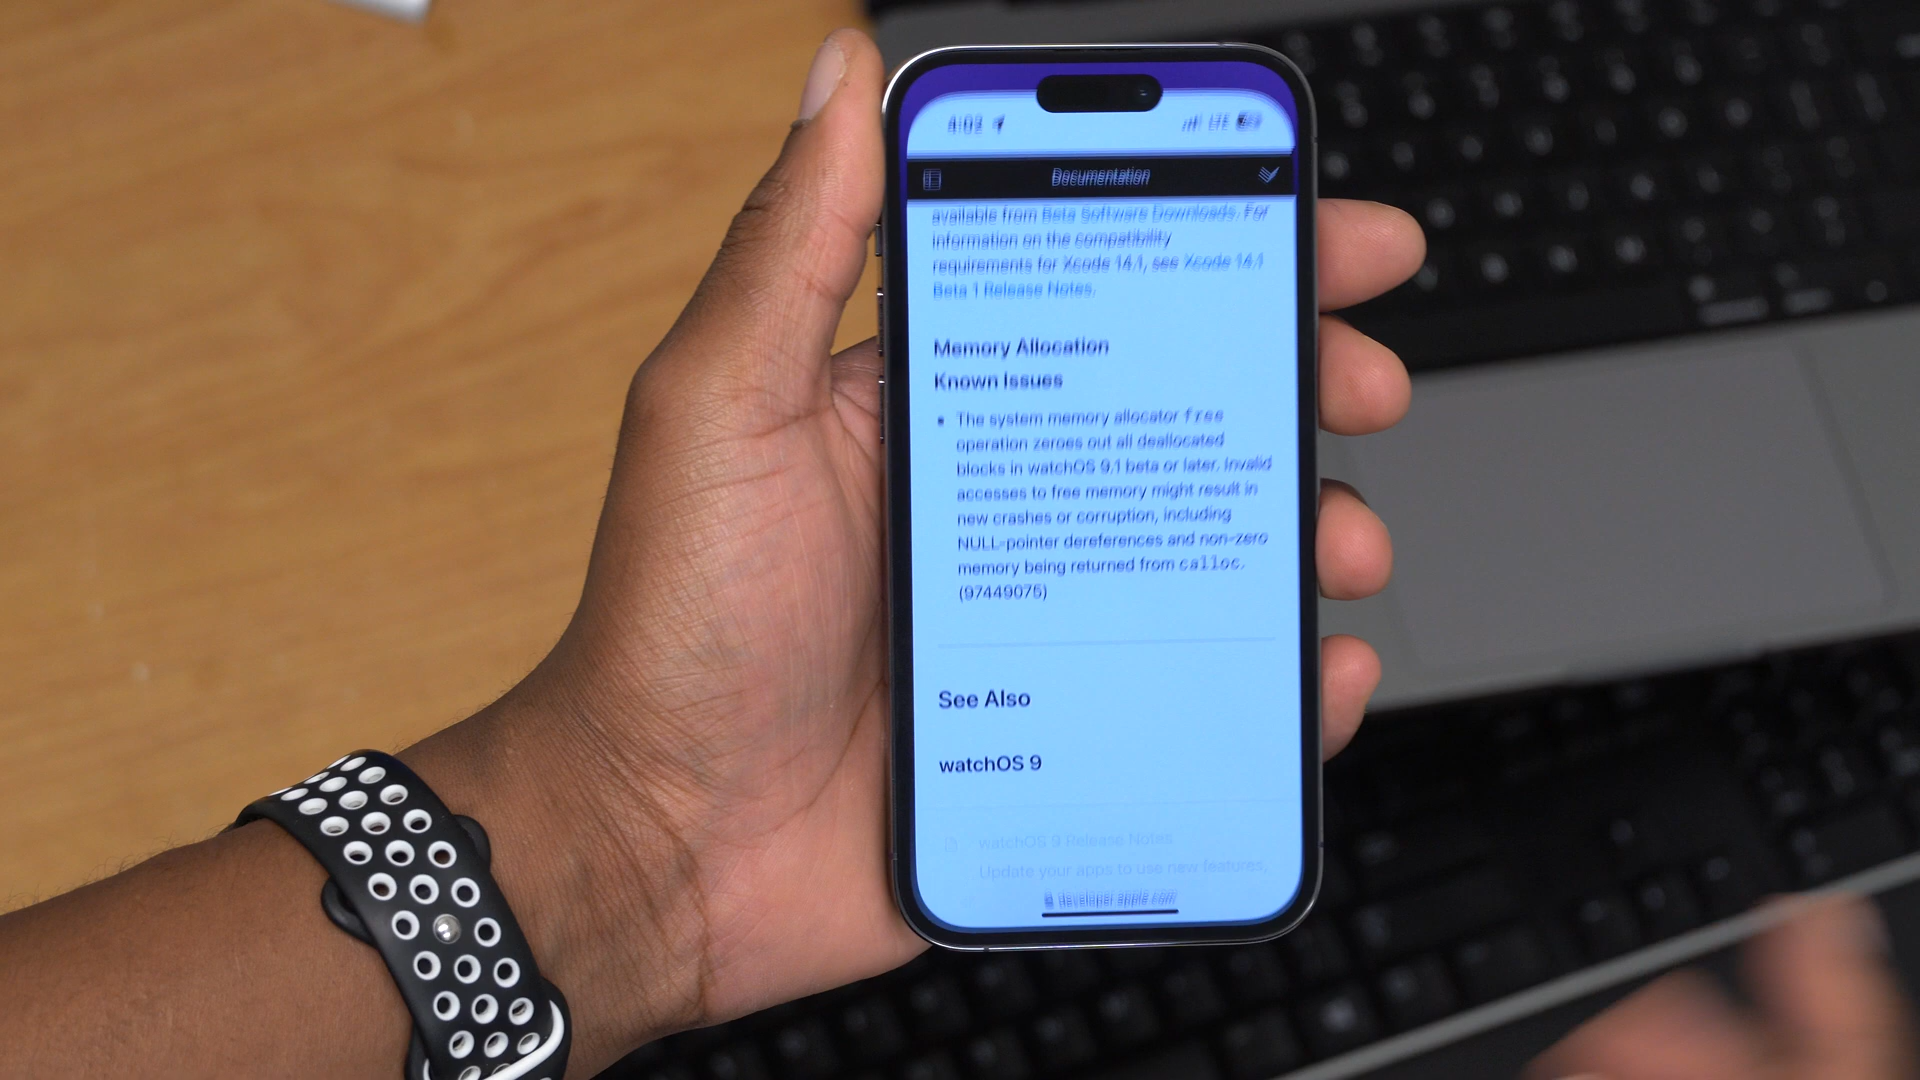 4:03
LTE
Documentation
available from Beta Software Downloads. For
information on the compatibility
requirements for Xcode 14.1, see Xcode 14.1
Beta 1 Release Notes.
Memory Allocation
Known Issues
• The system memory allocator free
operation zeroes out all deallocated
blocks in watchOS 9.1 beta or later. Invalid
accesses to free memory might result in
new crashes or corruption, including
NULL-pointer dereferences and non-zero
memory being returned from calloc.
(97449075)
See Also
watchOS 9
watchOS 9 Release Notes
Update your apps to use new features,
developer.apple.com